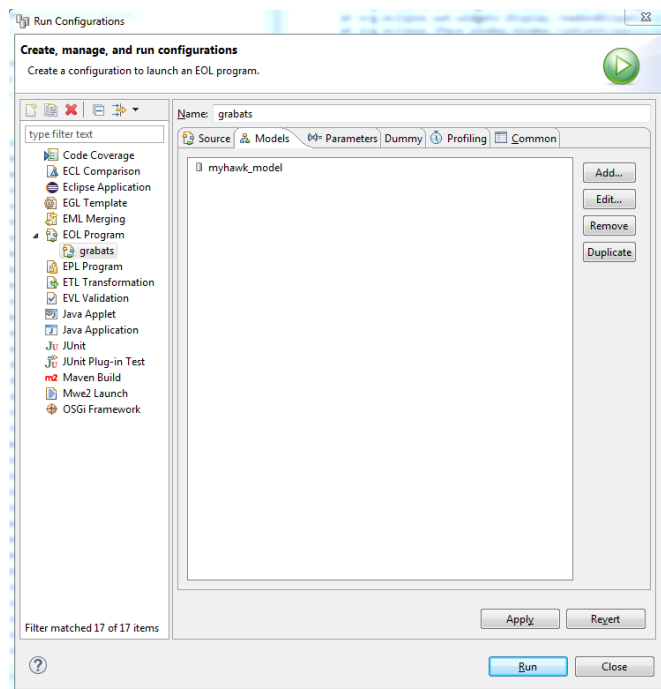 Run Configurations
Create, manage, and run configurations
Create a configuration to launch an EOL program.
type filter text
Code Coverage
ECL Comparison
Eclipse Application
EGL Template
EML Merging
EOL Program
grabats
EPL Program
ETL Transformation
EVL Validation
Java Applet
Java Application
Ju JUnit
JUnit Plug-in Test
m2 Maven Build
Mwe2 Launch
OSGi Framework
Filter matched 17 of 17 items
Name: grabats
Source Models (x)= Parameters Dummy Profiling Common
myhawk_model
Add...
Edit...
Remove
Duplicate
Apply Revert
? Run Close